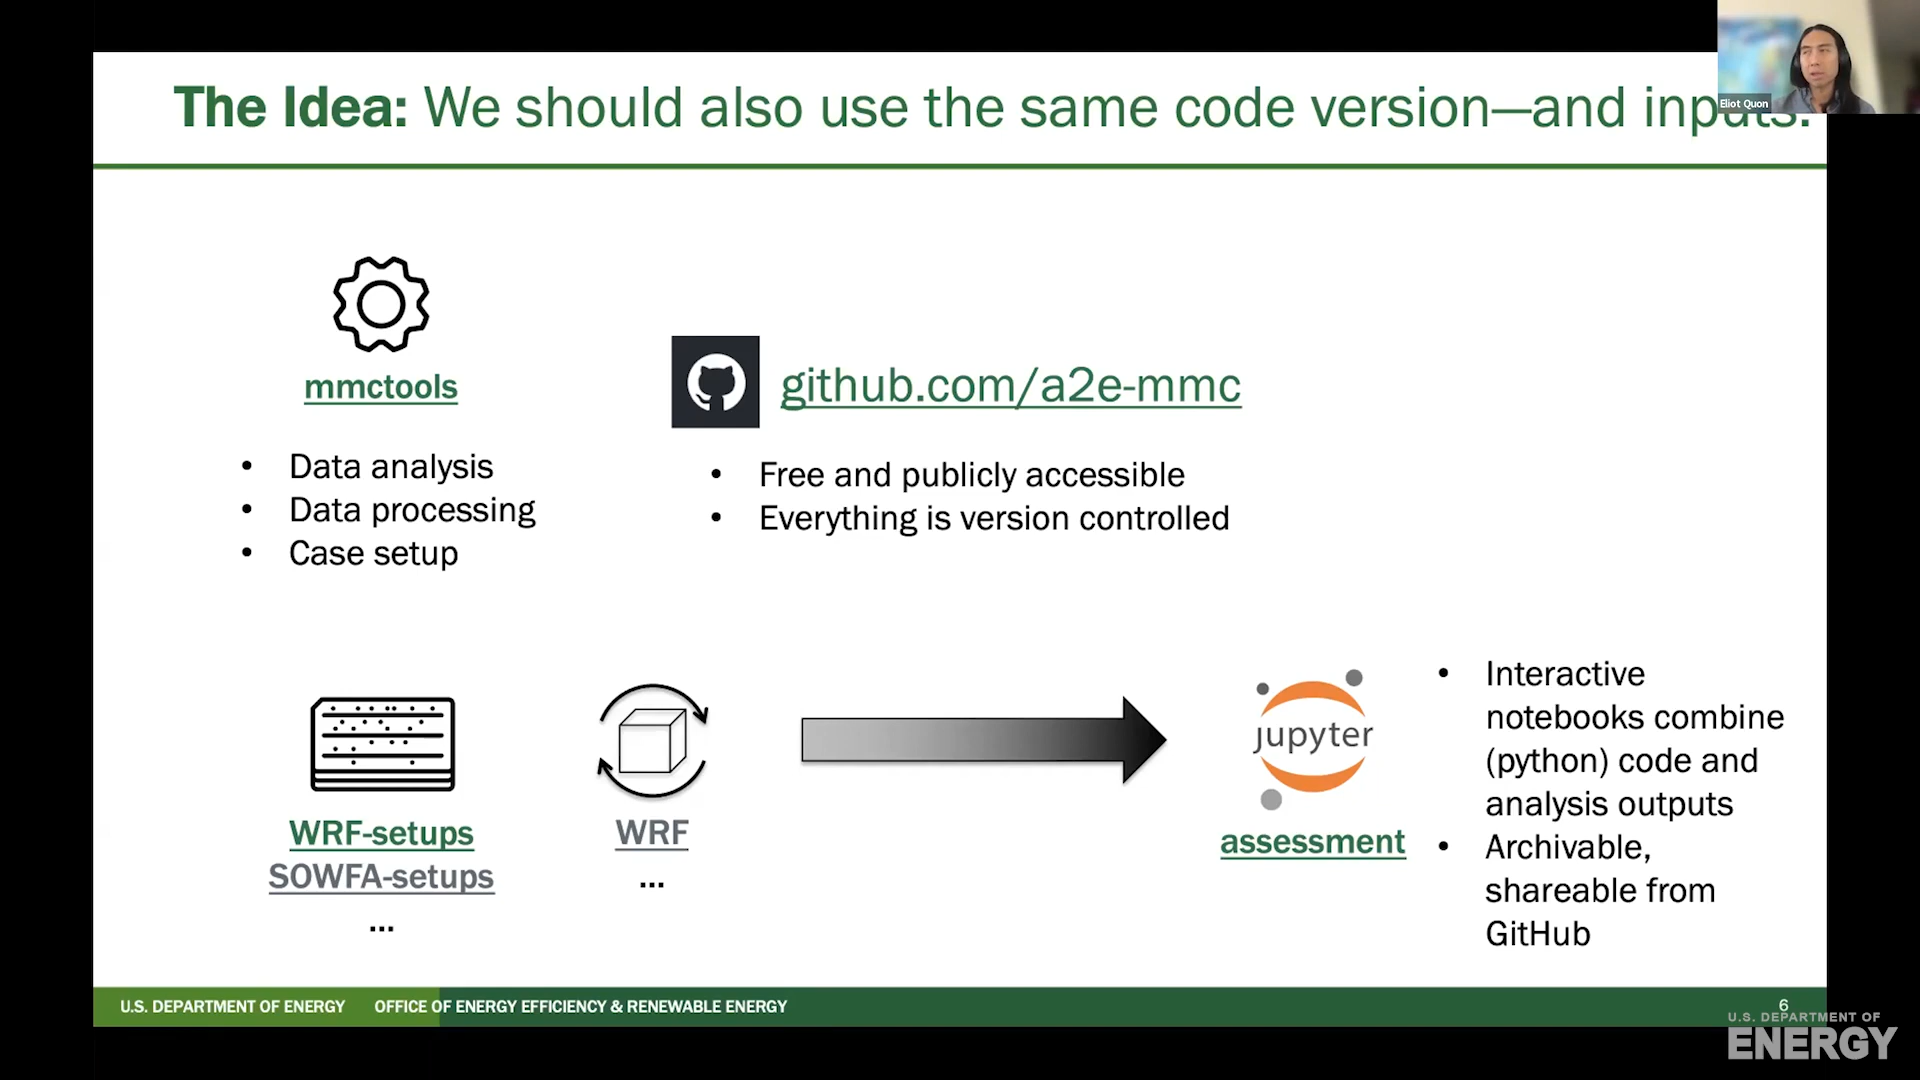 The Idea: We should also use the same code version—and inputs.
Eliot Quon
mmctools
• Data analysis
• Data processing
• Case setup
github.com/a2e-mmc
• Free and publicly accessible
• Everything is version controlled
WRF-setups
SOWFA-setups
...
WRF
...
jupyter
assessment
• Interactive
notebooks combine
(python) code and
analysis outputs
• Archivable,
shareable from
GitHub
U.S. DEPARTMENT OF ENERGY OFFICE OF ENERGY EFFICIENCY & RENEWABLE ENERGY
6
U.S. DEPARTMENT OF
ENERGY